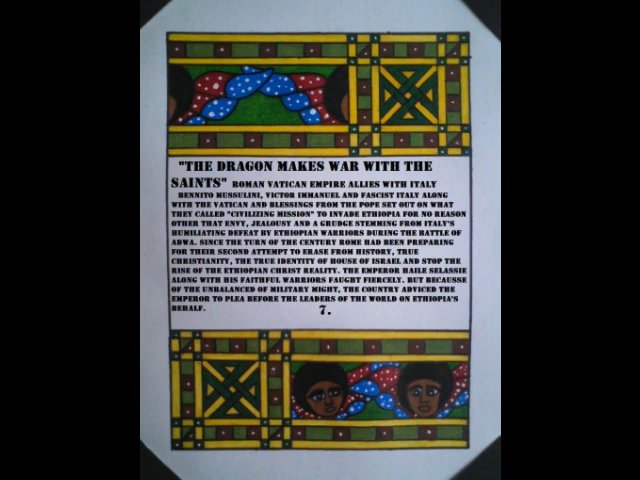 "THE DRAGON MAKES WAR WITH THE
SAINTS" ROMAN VATICAN EMPIRE ALLIES WITH ITALY
BENNITO MUSSULINI, VICTOR IMMANUEL AND FASCIST ITALY ALONG
WITH THE VATICAN AND BLESSINGS FROM THE POPE SET OUT ON WHAT
THEY CALLED "CIVILIZING MISSION" TO INVADE ETHIOPIA FOR NO REASON
OTHER THAT ENVY, JEALOUSY AND A GRUDGE STEMMING FROM ITALY'S
HUMILIATING DEFEAT BY ETHIOPIAN WARRIORS DURING THE BATTLE OF
ADWA. SINCE THE TURN OF THE CENTURY ROME HAD BEEN PREPARING
FOR THEIR SECOND ATTEMPT TO ERASE FROM HISTORY, TRUE
CHRISTIANITY, THE TRUE IDENTITY OF HOUSE OF ISRAEL AND STOP THE
RISE OF THE ETHIOPIAN CHRIST REALITY. THE EMPEROR HAILE SELASSIE
ALONG WITH HIS FAITHFUL WARRIORS FAUGHT FIERCELY. BUT BECAUSSE
OF THE UNBALANCED OF MILITARY MIGHT, THE COUNTRY ADVICED THE
EMPEROR TO PLEA BEFORE THE LEADERS OF THE WORLD ON ETHIOPIA'S
BEHALF. 7.